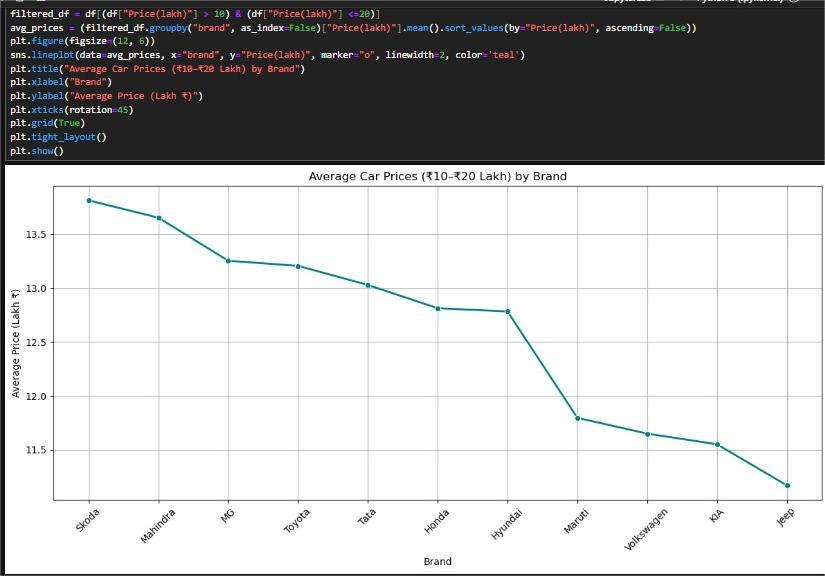 filtered_df = df[(df["Price(lakh)"] > 10) & (df["Price(lakh)"] <=20)]
avg_prices = (filtered_df.groupby("brand", as_index=False)["Price(lakh)"].mean().sort_values(by="Price(lakh)", ascending=False))
plt.figure(figsize=(12, 6))
sns.lineplot(data=avg_prices, x="brand", y="Price(lakh)", marker="o", linewidth=2, color='teal')
plt.title("Average Car Prices (₹10–₹20 Lakh) by Brand")
plt.xlabel("Brand")
plt.ylabel("Average Price (Lakh ₹)")
plt.xticks(rotation=45)
plt.grid(True)
plt.tight_layout()
plt.show()
Average Car Prices (₹10–₹20 Lakh) by Brand
Average Price (Lakh ₹)
13.5
13.0
12.5
12.0
11.5
Skoda
Mahindra
MG
Toyota
Tata
Honda
Hyundai
Maruti
Volkswagen
KIA
Jeep
Brand